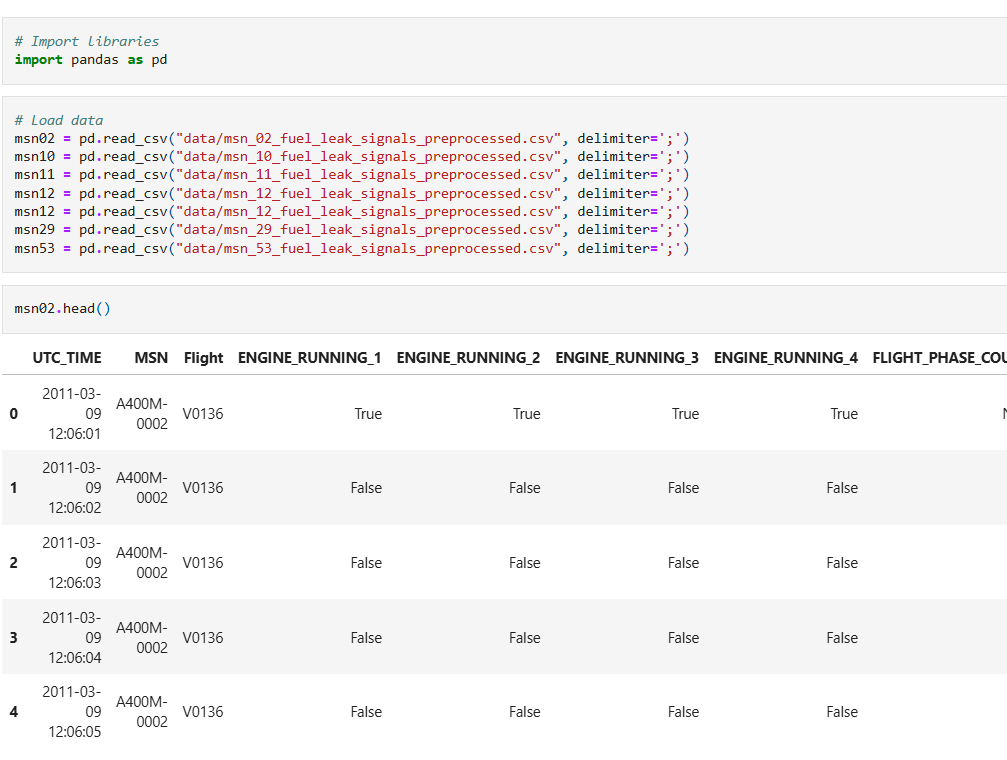 # Import libraries
import pandas as pd
# Load data
msn02 = pd.read_csv("data/msn_02_fuel_leak_signals_preprocessed.csv", delimiter=';')
msn10 = pd.read_csv("data/msn_10_fuel_leak_signals_preprocessed.csv", delimiter=';')
msn11 = pd.read_csv("data/msn_11_fuel_leak_signals_preprocessed.csv", delimiter=';')
msn12 = pd.read_csv("data/msn_12_fuel_leak_signals_preprocessed.csv", delimiter=';')
msn12 = pd.read_csv("data/msn_12_fuel_leak_signals_preprocessed.csv", delimiter=';')
msn29 = pd.read_csv("data/msn_29_fuel_leak_signals_preprocessed.csv", delimiter=';')
msn53 = pd.read_csv("data/msn_53_fuel_leak_signals_preprocessed.csv", delimiter=';')
msn02.head()
UTC_TIME MSN Flight ENGINE_RUNNING_1 ENGINE_RUNNING_2 ENGINE_RUNNING_3 ENGINE_RUNNING_4 FLIGHT_PHASE_COU
2011-03-
A400M-
0 09 V0136 True True True True
0002
12:06:01
2011-03-
A400M-
1 09 V0136 False False False False
0002
12:06:02
2011-03-
A400M-
2 09 V0136 False False False False
0002
12:06:03
2011-03-
A400M-
3 09 V0136 False False False False
0002
12:06:04
2011-03-
A400M-
4 09 V0136 False False False False
0002
12:06:05